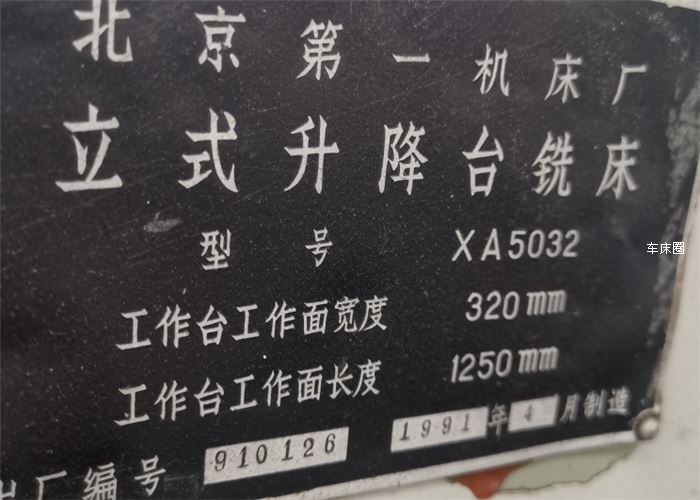 北京第一机床厂
立式升降台铣床
型号 XA5032
车床圈
工作台工作面宽度 320mm
工作台工作面长度 1250mm
出厂编号 910126 1991年4月制造